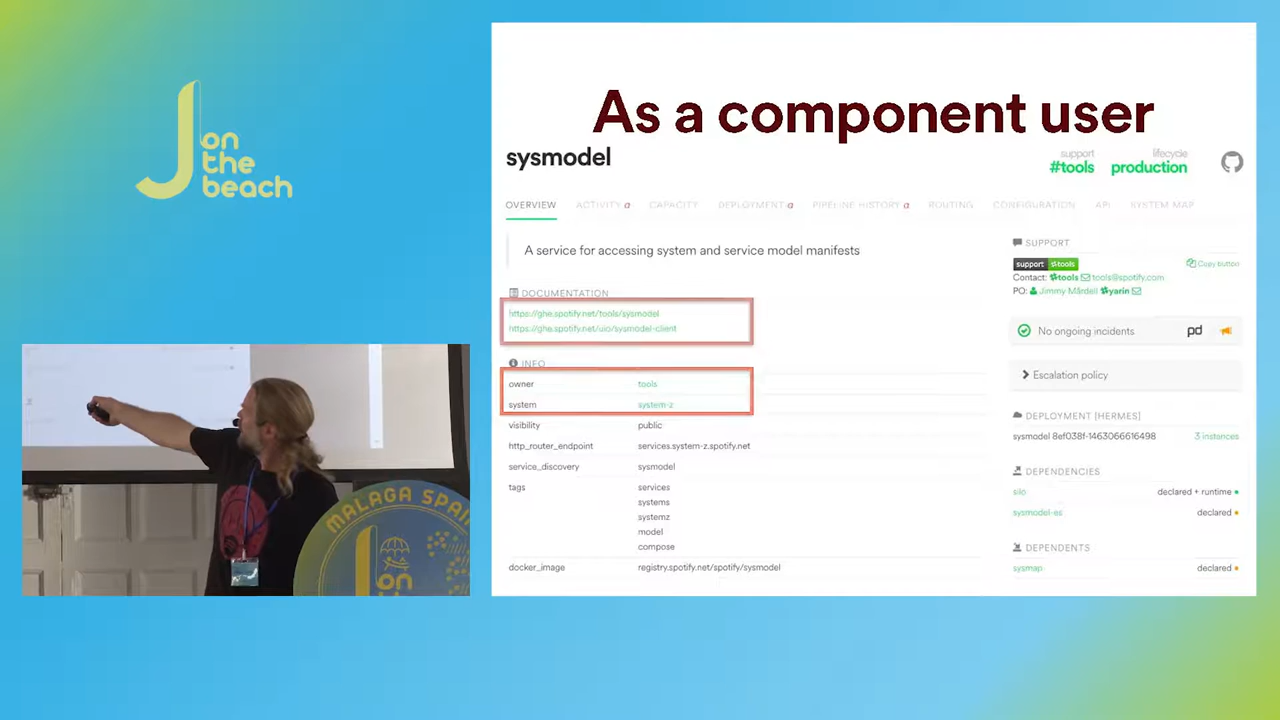 J on
the
beach
MALAGA SPAIN
on
As a component user
sysmodel
support
#tools
lifecycle
production
OVERVIEW ACTIVITY α CAPACITY DEPLOYMENT α PIPELINE HISTORY α ROUTING CONFIGURATION API SYSTEM MAP
A service for accessing system and service model manifests
DOCUMENTATION
https://ghe.spotify.net/tools/sysmodel
https://ghe.spotify.net/uio/sysmodel-client
INFO
owner tools
system system-z
visibility public
http_router_endpoint services.system-z.spotify.net
service_discovery sysmodel
tags services
systems
systemz
model
compose
docker_image registry.spotify.net/spotify/sysmodel
SUPPORT
support #tools
Copy button
Contact: #tools tools@spotify.com
PO: Jimmy Mårdell #yarin
No ongoing incidents pd
Escalation policy
DEPLOYMENT [HERMES]
sysmodel 8ef038f-1463066616498 3 instances
DEPENDENCIES
silo declared + runtime
sysmodel-es declared
DEPENDENTS
sysmap declared